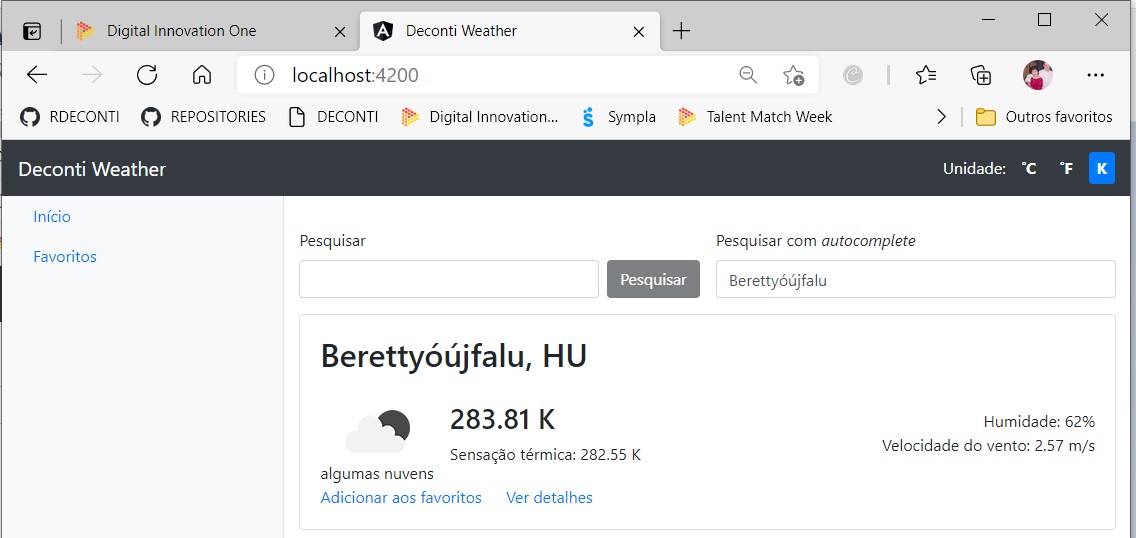 Digital Innovation One
Deconti Weather
localhost:4200
RDECONTI
REPOSITORIES
DECONTI
Digital Innovation...
Sympla
Talent Match Week
Outros favoritos
Deconti Weather
Unidade: °C °F K
Início
Favoritos
Pesquisar
Pesquisar com autocomplete
Pesquisar
Berettyóújfalu
Berettyóújfalu, HU
283.81 K
Sensação térmica: 282.55 K
Humidade: 62%
Velocidade do vento: 2.57 m/s
algumas nuvens
Adicionar aos favoritos
Ver detalhes